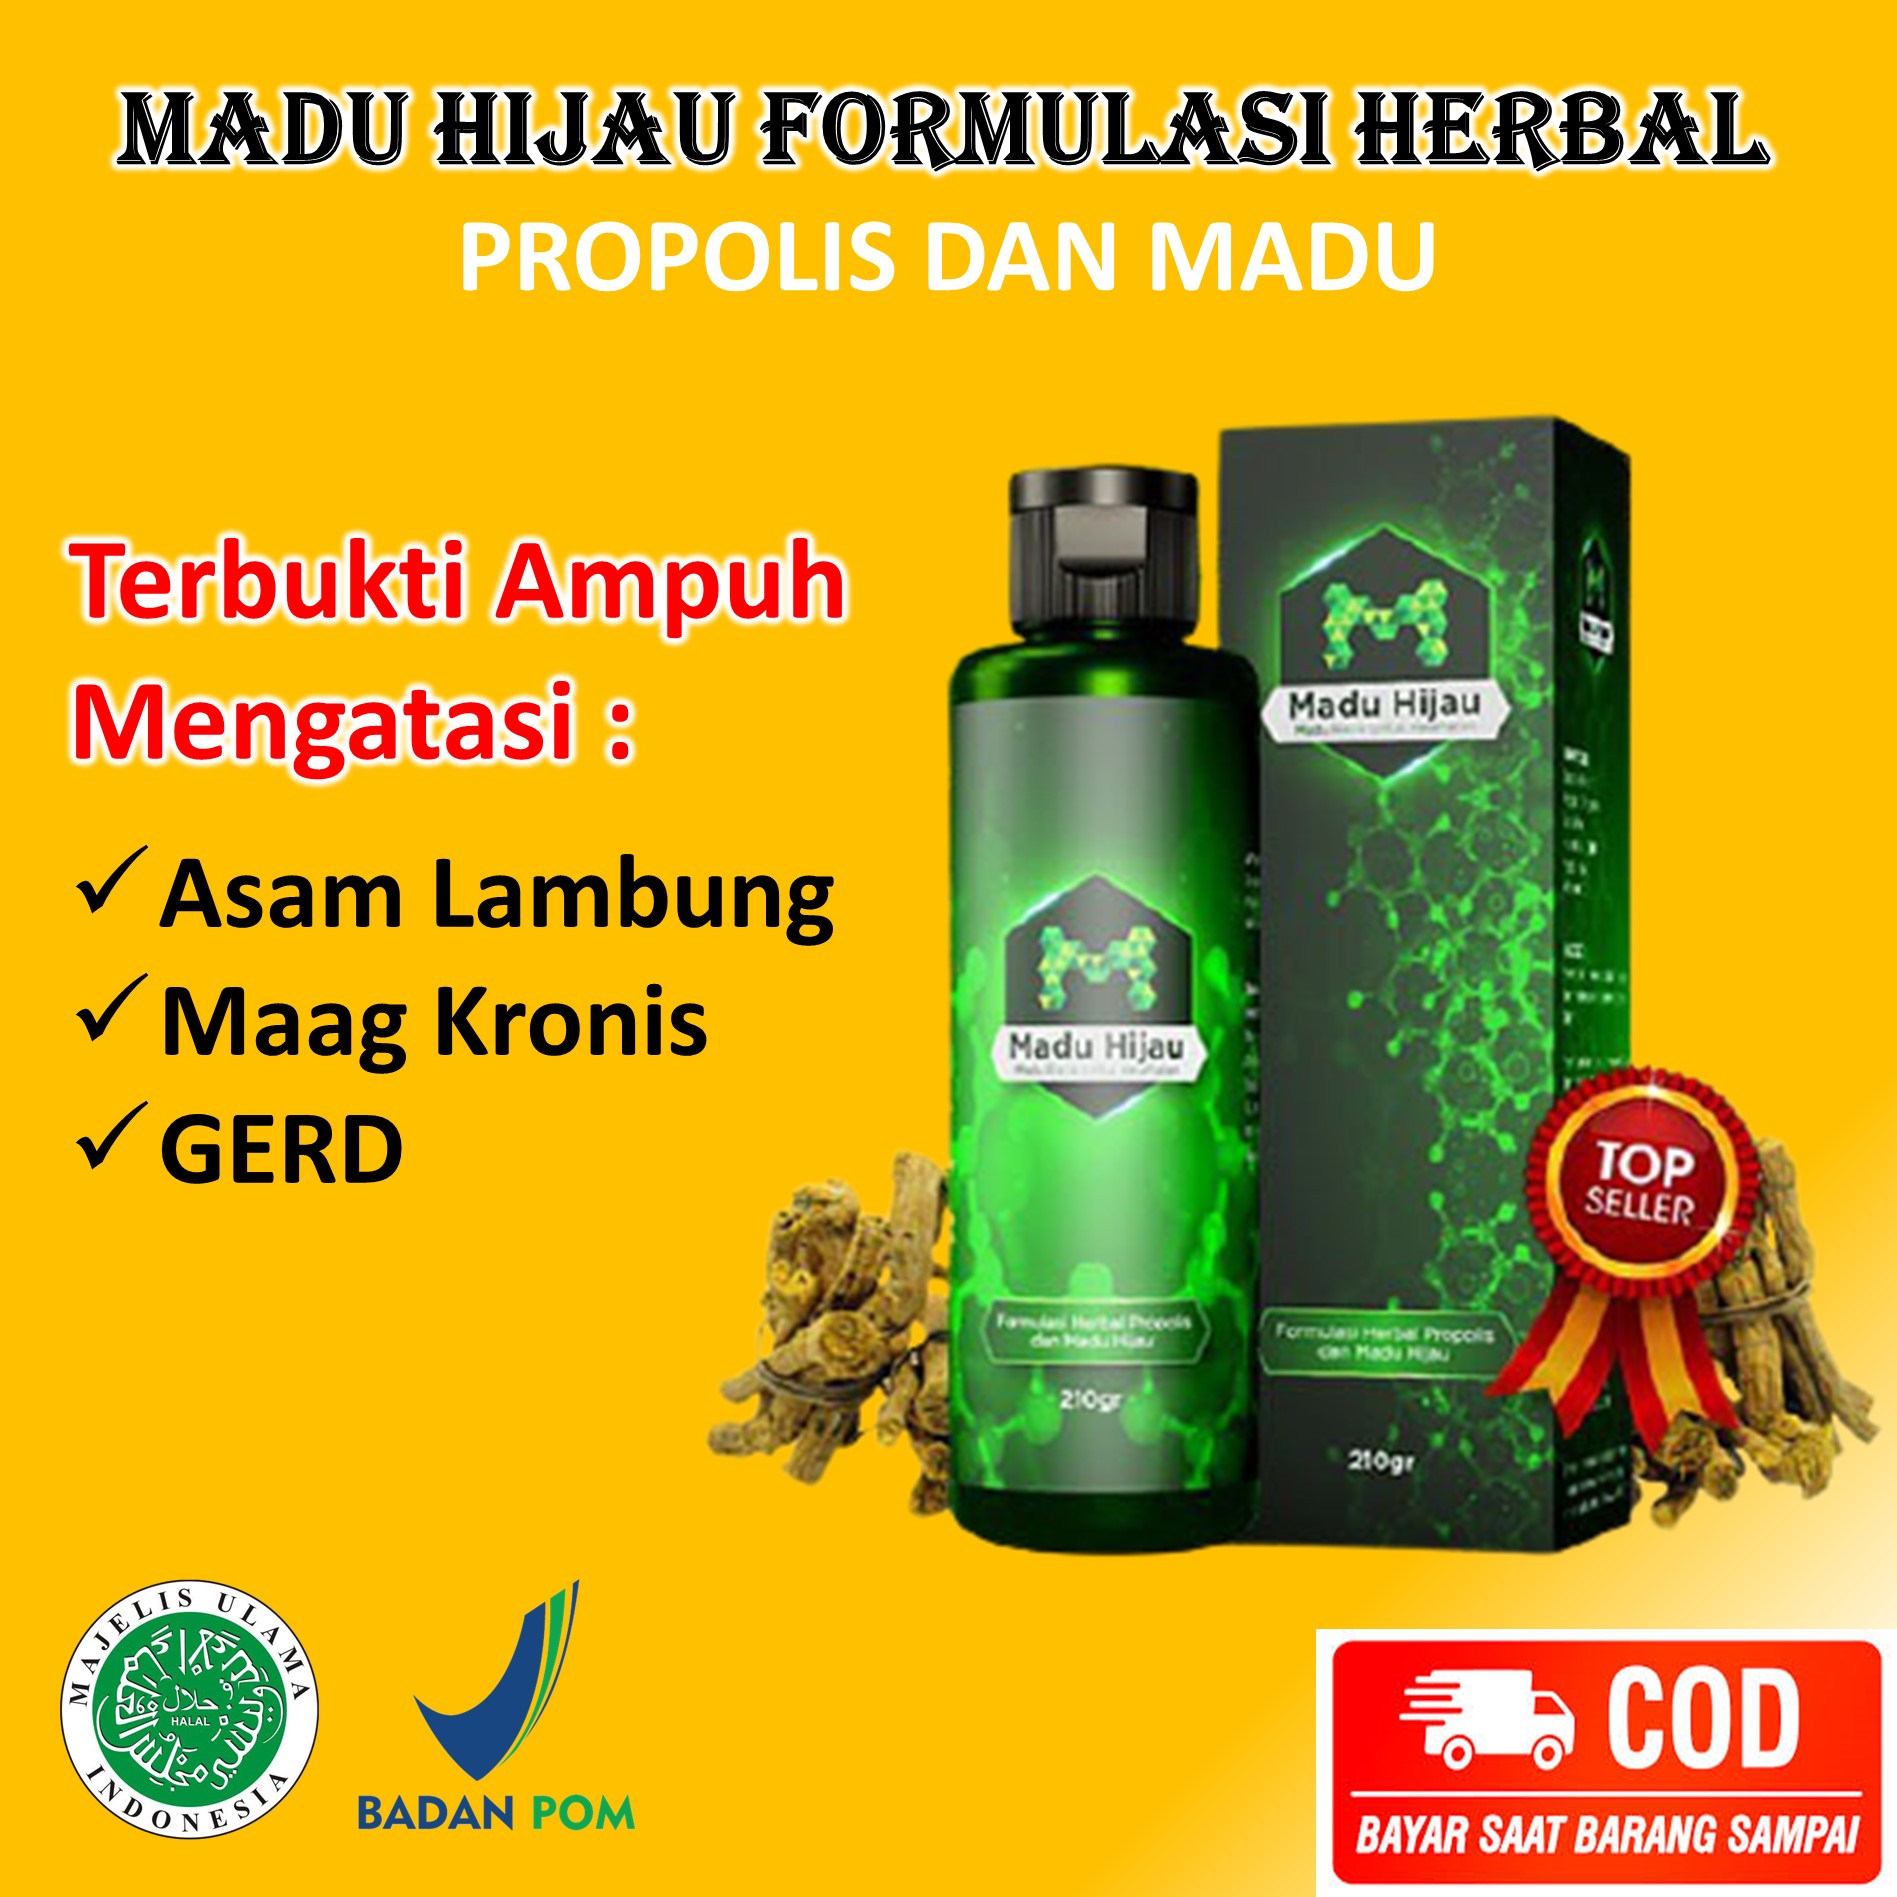 MADU HIJAU FORMULASI HERBAL
PROPOLIS DAN MADU
Terbukti Ampuh
Mengatasi :
✓ Asam Lambung
✓ Maag Kronis
✓ GERD
Madu Hijau
Formulasi Herbal Propolis
dan Madu Hijau
210gr
Madu Hijau
Formulasi Herbal Propolis
dan Madu Hijau
210gr
TOP
SELLER
MAJELIS ULAMA
حلال
HALAL
INDONESIA
BADAN POM
COD
BAYAR SAAT BARANG SAMPAI